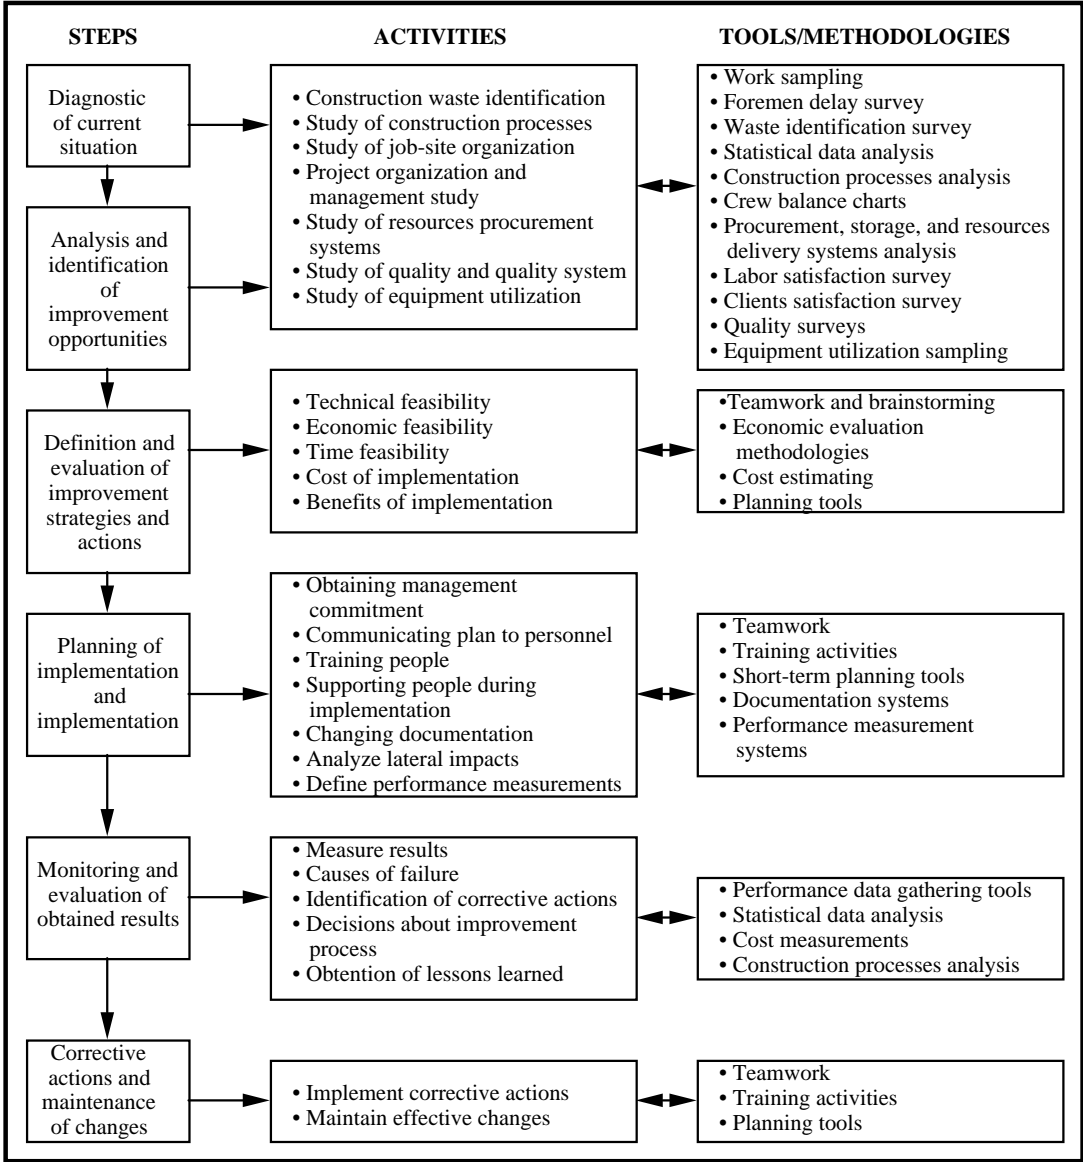 STEPS
ACTIVITIES
TOOLS/METHODOLOGIES
Diagnostic
of current
situation
• Construction waste identification
• Study of construction processes
• Study of job-site organization
• Project organization and
management study
• Study of resources procurement
systems
• Study of quality and quality system
• Study of equipment utilization
• Work sampling
• Foremen delay survey
• Waste identification survey
• Statistical data analysis
• Construction processes analysis
• Crew balance charts
• Procurement, storage, and resources
delivery systems analysis
• Labor satisfaction survey
• Clients satisfaction survey
• Quality surveys
• Equipment utilization sampling
Analysis and
identification
of
improvement
opportunities
Definition and
evaluation of
improvement
strategies and
actions
• Technical feasibility
• Economic feasibility
• Time feasibility
• Cost of implementation
• Benefits of implementation
•Teamwork and brainstorming
• Economic evaluation
methodologies
• Cost estimating
• Planning tools
Planning of
implementation
and
implementation
• Obtaining management
commitment
• Communicating plan to personnel
• Training people
• Supporting people during
implementation
• Changing documentation
• Analyze lateral impacts
• Define performance measurements
• Teamwork
• Training activities
• Short-term planning tools
• Documentation systems
• Performance measurement
systems
Monitoring and
evaluation of
obtained results
• Measure results
• Causes of failure
• Identification of corrective actions
• Decisions about improvement
process
• Obtention of lessons learned
• Performance data gathering tools
• Statistical data analysis
• Cost measurements
• Construction processes analysis
Corrective
actions and
maintenance
of changes
• Implement corrective actions
• Maintain effective changes
• Teamwork
• Training activities
• Planning tools